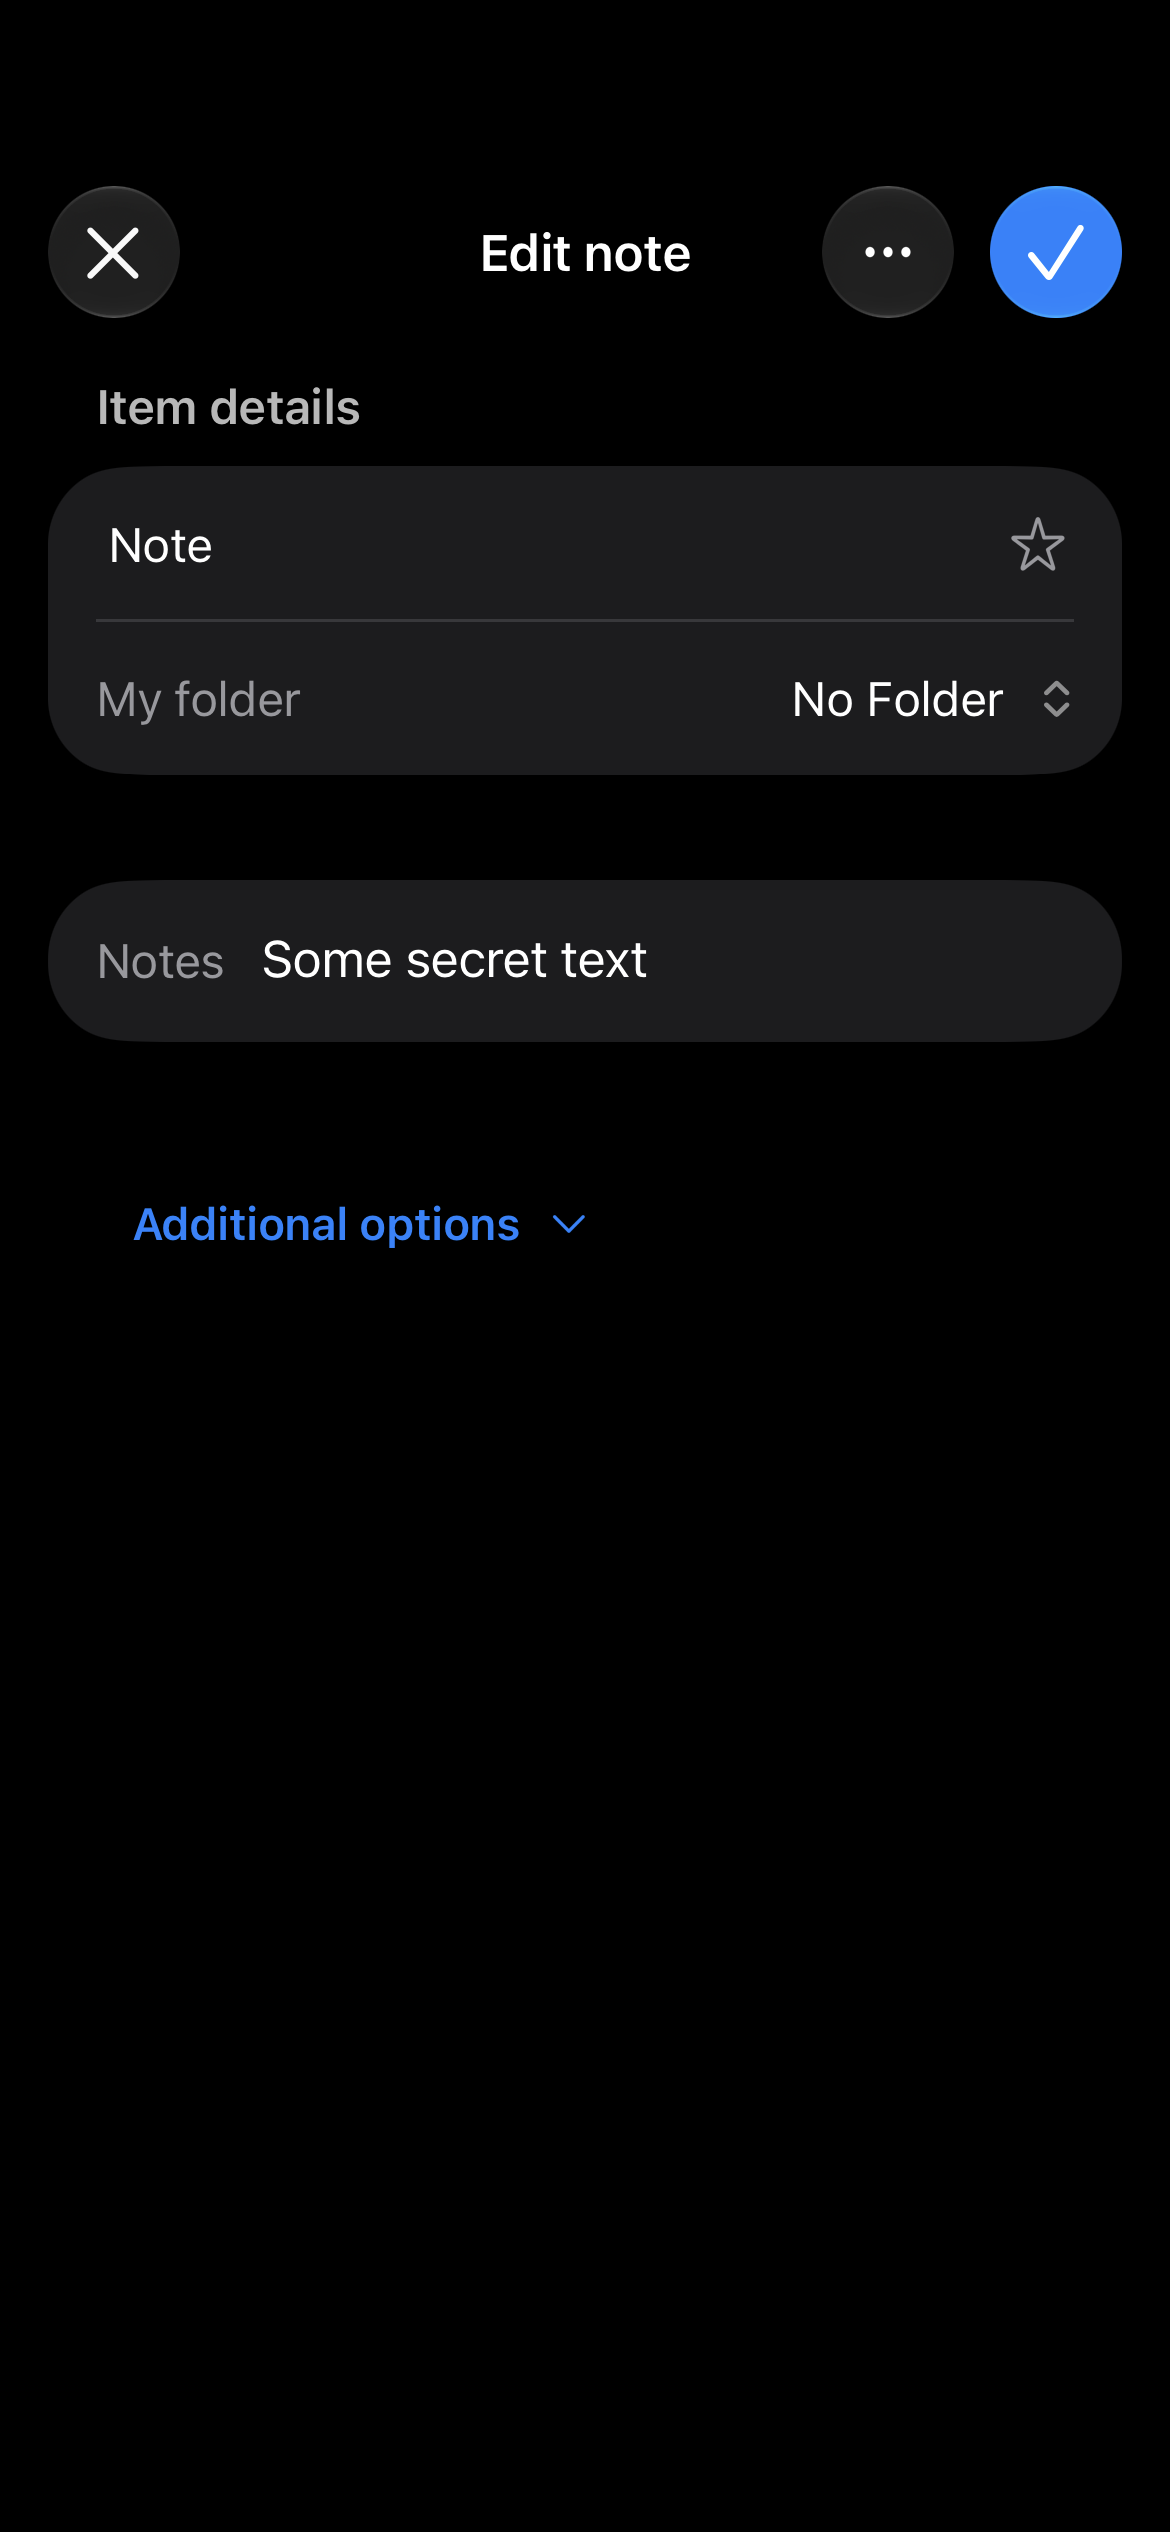 Edit note
Item details
Note
My folder No Folder
Notes Some secret text
Additional options